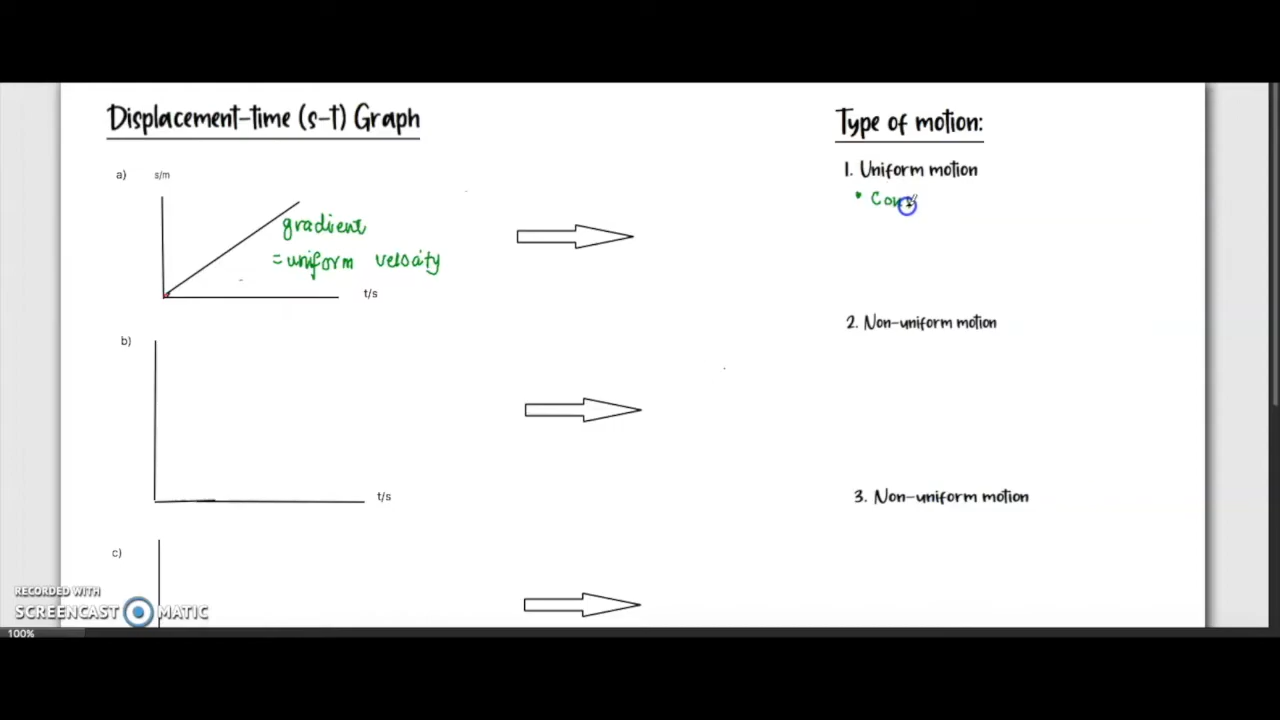 Displacement-time (s-t) Graph
Type of motion:
a) s/m
1. Uniform motion
• Con
gradient
= uniform velocity
t/s
2. Non-uniform motion
b)
t/s
3. Non-uniform motion
c)
RECORDED WITH
SCREENCAST MATIC
100%